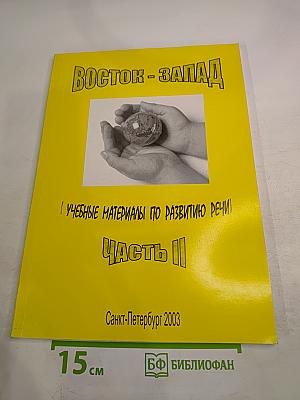 ВОСТОК - ЗАПАД
( УЧЕБНЫЕ МАТЕРИАЛЫ ПО РАЗВИТИЮ РЕЧИ)
ЧАСТЬ II
Санкт-Петербург 2003
15 см
БФ БИБЛИОФАН